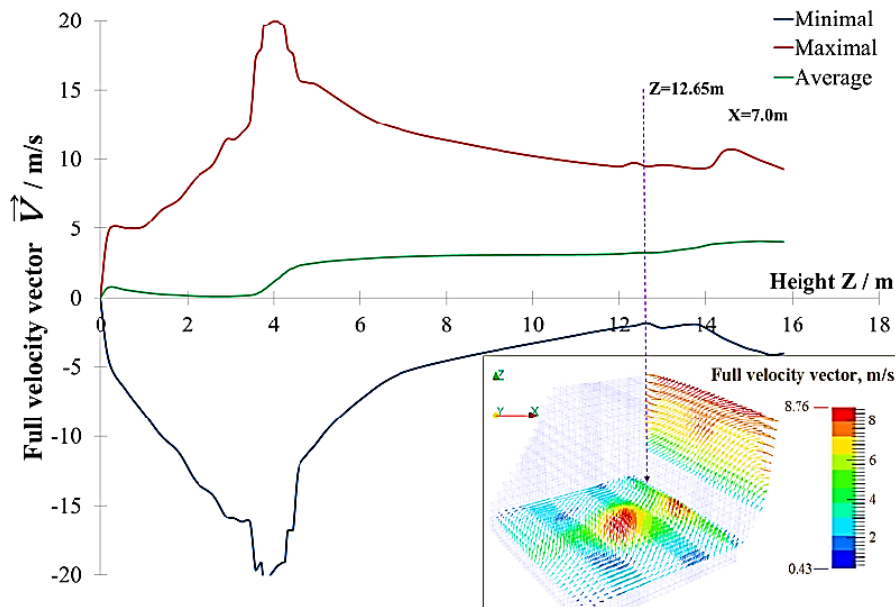 20
15
10
5
0
-5
-10
-15
-20
Full velocity vector V / m/s
Minimal
Maximal
Average
Z=12.65m
X=7.0m
Height Z / m
0 2 4 6 8 10 12 14 16 18
Full velocity vector, m/s
Z
Y X
8.76
0.43
8
6
4
2